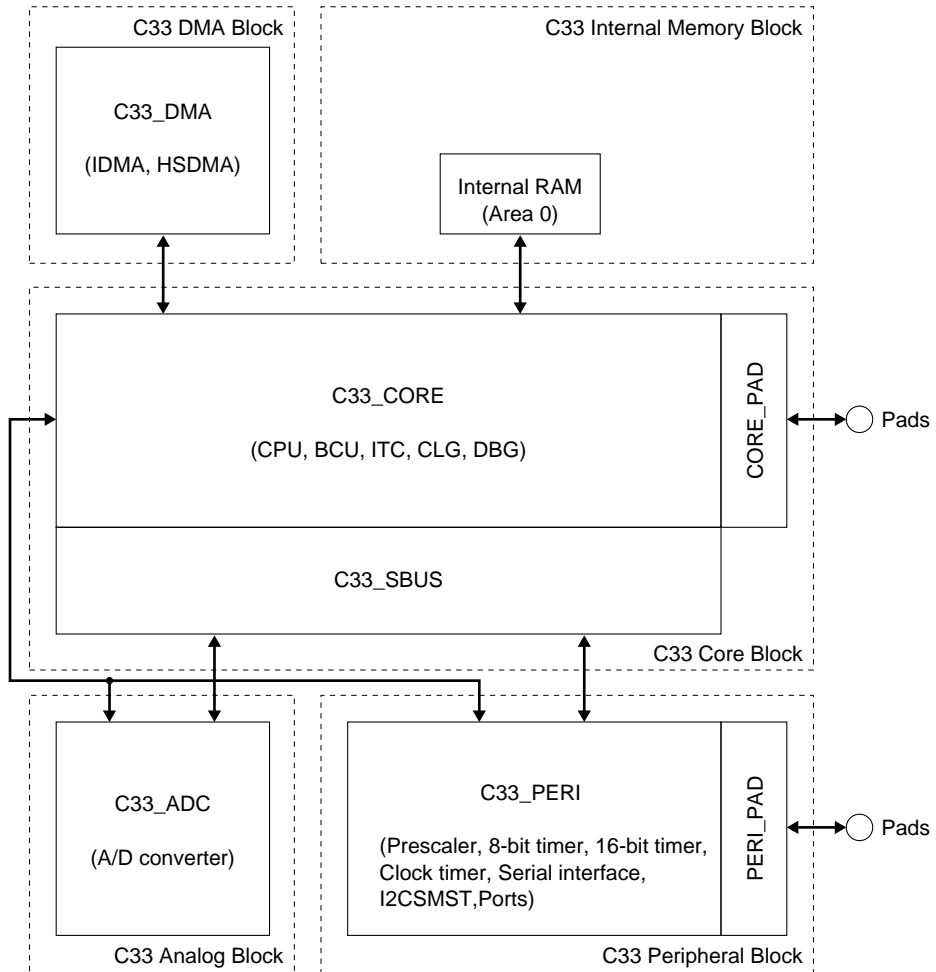 C33 DMA Block
C33 Internal Memory Block
C33_DMA
(IDMA, HSDMA)
Internal RAM
(Area 0)
C33_CORE
(CPU, BCU, ITC, CLG, DBG)
CORE_PAD
Pads
C33_SBUS
C33 Core Block
C33_ADC
(A/D converter)
C33_PERI
(Prescaler, 8-bit timer, 16-bit timer,
Clock timer, Serial interface,
I2CSMST,Ports)
PERI_PAD
Pads
C33 Analog Block
C33 Peripheral Block